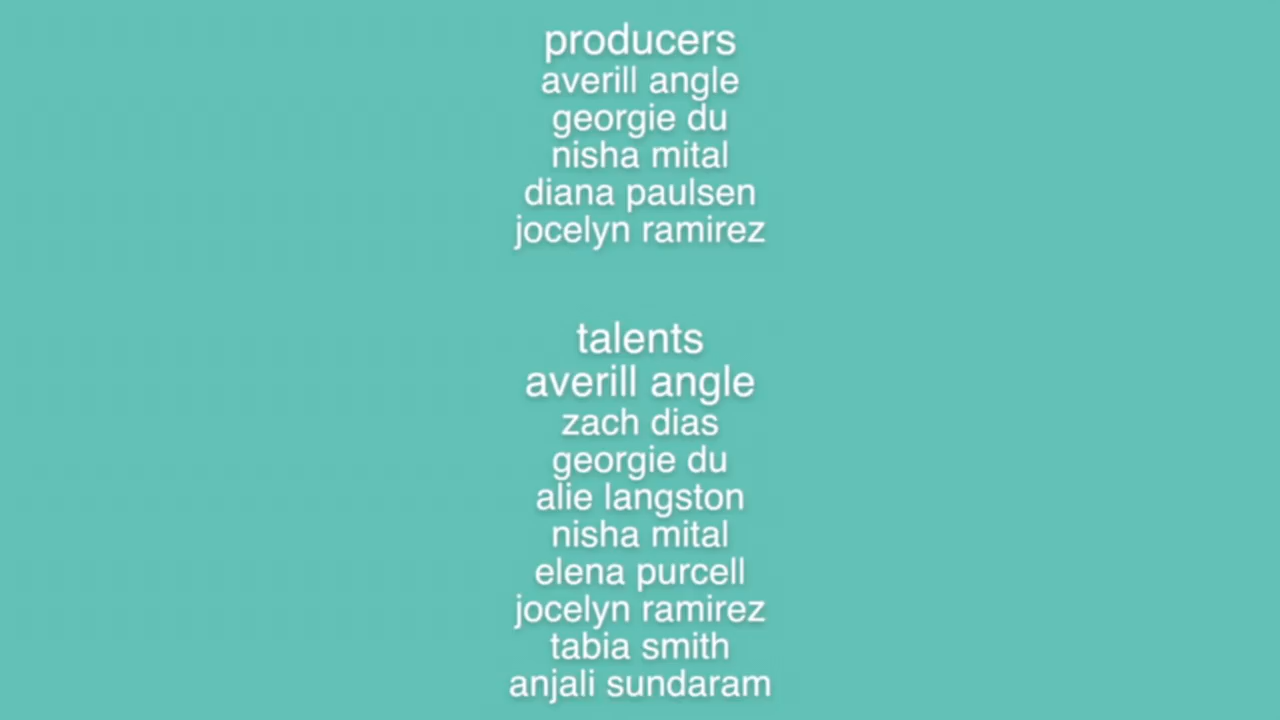 producers
averill angle
georgie du
nisha mital
diana paulsen
jocelyn ramirez
talents
averill angle
zach dias
georgie du
alie langston
nisha mital
elena purcell
jocelyn ramirez
tabia smith
anjali sundaram